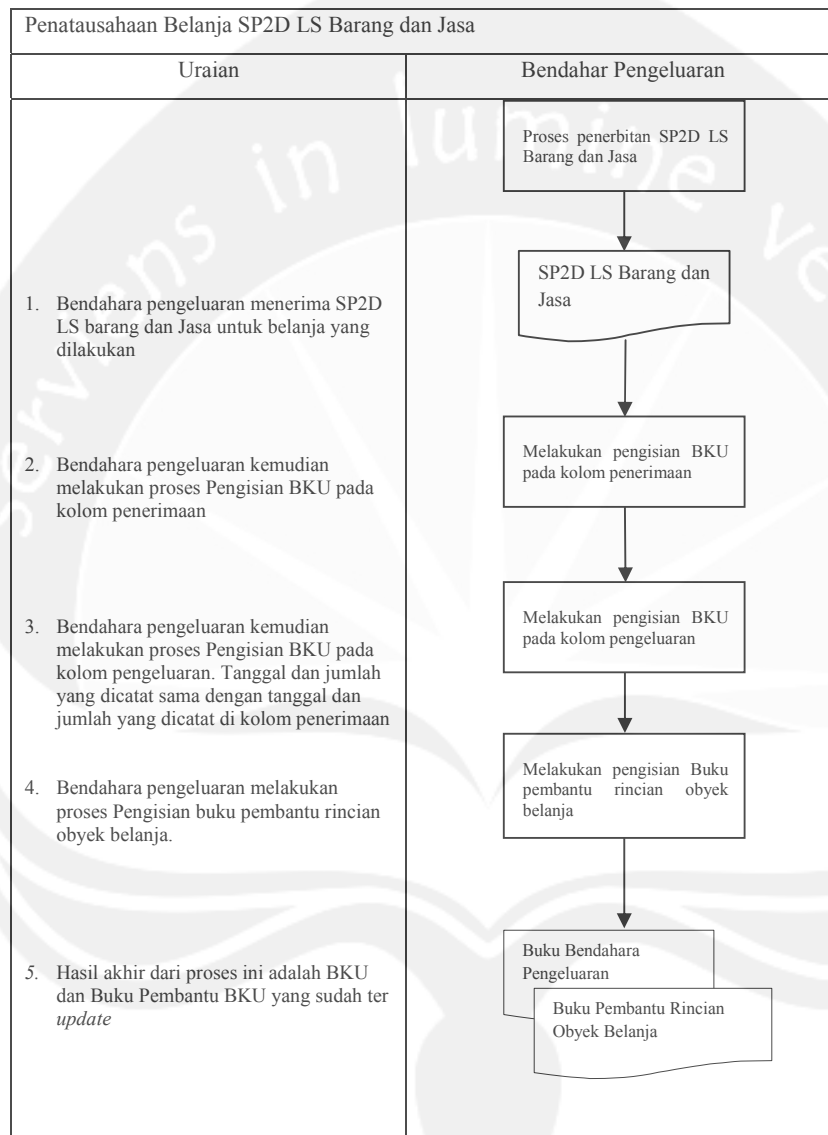 Penatausahaan Belanja SP2D LS Barang dan Jasa
Uraian
Bendahar Pengeluaran
Proses penerbitan SP2D LS
Barang dan Jasa
SP2D LS Barang dan
Jasa
1. Bendahara pengeluaran menerima SP2D
LS barang dan Jasa untuk belanja yang
dilakukan
Melakukan pengisian BKU
pada kolom penerimaan
2. Bendahara pengeluaran kemudian
melakukan proses Pengisian BKU pada
kolom penerimaan
Melakukan pengisian BKU
pada kolom pengeluaran
3. Bendahara pengeluaran kemudian
melakukan proses Pengisian BKU pada
kolom pengeluaran. Tanggal dan jumlah
yang dicatat sama dengan tanggal dan
jumlah yang dicatat di kolom penerimaan
Melakukan pengisian Buku
pembantu rincian obyek
belanja
4. Bendahara pengeluaran melakukan
proses Pengisian buku pembantu rincian
obyek belanja.
Buku Bendahara
Pengeluaran
Buku Pembantu Rincian
Obyek Belanja
5. Hasil akhir dari proses ini adalah BKU
dan Buku Pembantu BKU yang sudah ter
update
serviens in lumine ve